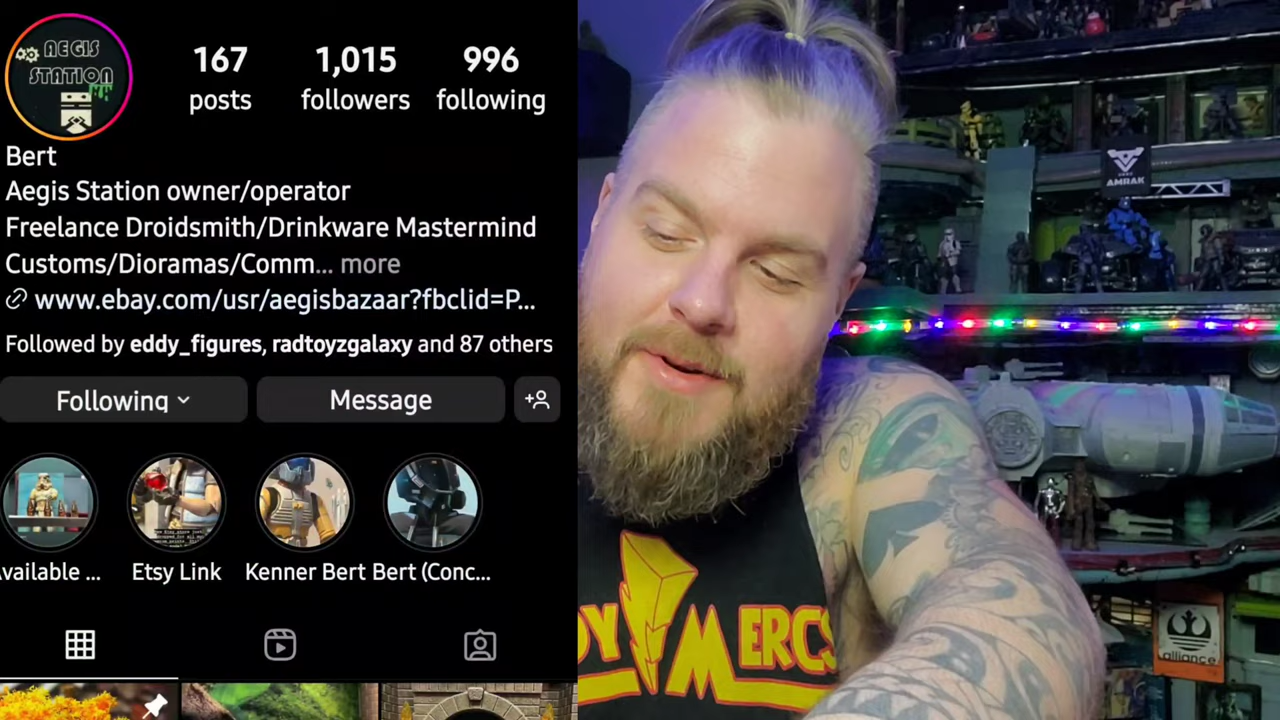 AEGIS
STATION
167
posts
1,015
followers
996
following
Bert
Aegis Station owner/operator
Freelance Droidsmith/Drinkware Mastermind
Customs/Dioramas/Comm... more
www.ebay.com/usr/aegisbazaar?fbclid=P...
Followed by eddy_figures, radtoyzgalaxy and 87 others
Following
Message
Available ...
Etsy Link
Kenner Bert
Bert (Conc...
AMRAK
MERCS
alliance